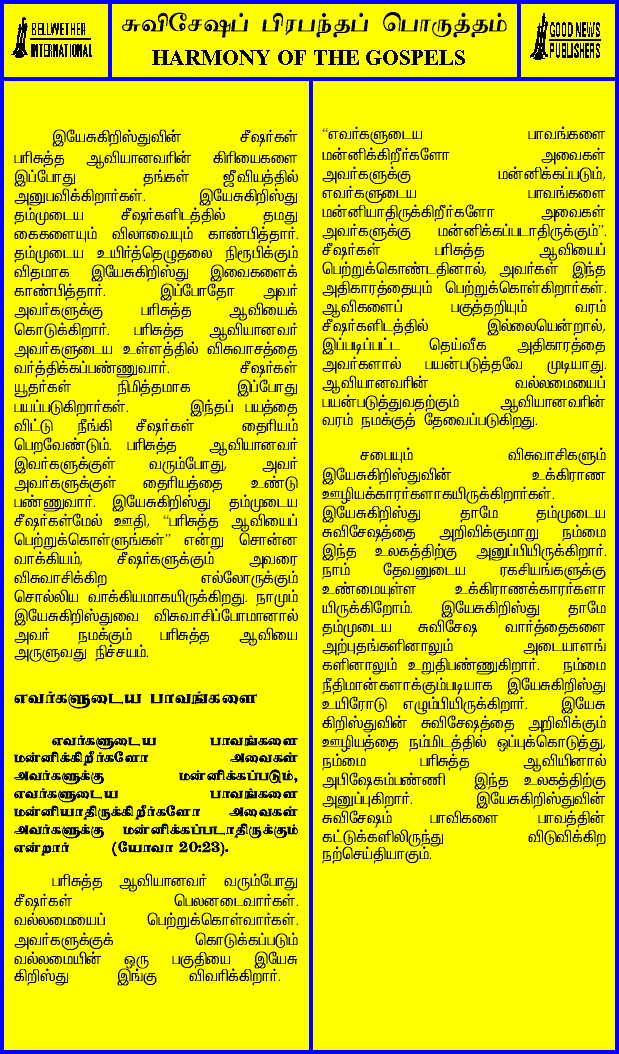 BELLWETHER
INTERNATIONAL
சுவிசேஷப் பிரபந்தப் பொருத்தம்
HARMONY OF THE GOSPELS
GOOD NEWS
PUBLISHERS
இயேசுகிறிஸ்துவின் சீஷர்கள்
பரிசுத்த ஆவியானவரின் கிரியைகளை
இப்போது தங்கள் ஜீவியத்தில்
அனுபவிக்கிறார்கள். இயேசுகிறிஸ்து
தம்முடைய சீஷர்களிடத்தில் தமது
கைகளையும் விலாவையும் காண்பித்தார்.
தம்முடைய உயிர்த்தெழுதலை நிரூபிக்கும்
விதமாக இயேசுகிறிஸ்து இவைகளைக்
காண்பித்தார். இப்போதோ அவர்
அவர்களுக்கு பரிசுத்த ஆவியைக்
கொடுக்கிறார். பரிசுத்த ஆவியானவர்
அவர்களுடைய உள்ளத்தில் விசுவாசத்தை
வர்த்திக்கப்பண்ணுவார். சீஷர்கள்
யூதர்கள் நிமித்தமாக இப்போது
பயப்படுகிறார்கள். இந்தப் பயத்தை
விட்டு நீங்கி சீஷர்கள் தைரியம்
பெறவேண்டும். பரிசுத்த ஆவியானவர்
இவர்களுக்குள் வரும்போது, அவர்
அவர்களுக்குள் தைரியத்தை உண்டு
பண்ணுவார். இயேசுகிறிஸ்து தம்முடைய
சீஷர்கள்மேல் ஊதி, “பரிசுத்த ஆவியைப்
பெற்றுக்கொள்ளுங்கள்” என்று சொன்ன
வாக்கியம், சீஷர்களுக்கும் அவரை
விசுவாசிக்கிற எல்லோருக்கும்
சொல்லிய வாக்கியமாகயிருக்கிறது. நாமும்
இயேசுகிறிஸ்துவை விசுவாசிப்போமானால்
அவர் நமக்கும் பரிசுத்த ஆவியை
அருளுவது நிச்சயம்.
எவர்களுடைய பாவங்களை
எவர்களுடைய பாவங்களை
மன்னிக்கிறீர்களோ அவைகள்
அவர்களுக்கு மன்னிக்கப்படும்,
எவர்களுடைய பாவங்களை
மன்னியாதிருக்கிறீர்களோ அவைகள்
அவர்களுக்கு மன்னிக்கப்படாதிருக்கும்
என்றார் (யோவா 20:23).
பரிசுத்த ஆவியானவர் வரும்போது
சீஷர்கள் பெலனடைவார்கள்.
வல்லமையைப் பெற்றுக்கொள்வார்கள்.
அவர்களுக்குக் கொடுக்கப்படும்
வல்லமையின் ஒரு பகுதியை இயேசு
கிறிஸ்து இங்கு விவரிக்கிறார்.
“எவர்களுடைய பாவங்களை
மன்னிக்கிறீர்களோ அவைகள்
அவர்களுக்கு மன்னிக்கப்படும்,
எவர்களுடைய பாவங்களை
மன்னியாதிருக்கிறீர்களோ அவைகள்
அவர்களுக்கு மன்னிக்கப்படாதிருக்கும்”.
சீஷர்கள் பரிசுத்த ஆவியைப்
பெற்றுக்கொண்டதினால், அவர்கள் இந்த
அதிகாரத்தையும் பெற்றுக்கொள்கிறார்கள்.
ஆவிகளைப் பகுத்தறியும் வரம்
சீஷர்களிடத்தில் இல்லையென்றால்,
இப்படிப்பட்ட தெய்வீக அதிகாரத்தை
அவர்களால் பயன்படுத்தவே முடியாது.
ஆவியானவரின் வல்லமையைப்
பயன்படுத்துவதற்கும் ஆவியானவரின்
வரம் நமக்குத் தேவைப்படுகிறது.
சபையும் விசுவாசிகளும்
இயேசுகிறிஸ்துவின் உக்கிராண
ஊழியக்காரர்களாகயிருக்கிறார்கள்.
இயேசுகிறிஸ்து தாமே தம்முடைய
சுவிசேஷத்தை அறிவிக்குமாறு நம்மை
இந்த உலகத்திற்கு அனுப்பியிருக்கிறார்.
நாம் தேவனுடைய ரகசியங்களுக்கு
உண்மையுள்ள உக்கிராணக்காரர்களா
யிருக்கிறோம். இயேசுகிறிஸ்து தாமே
தம்முடைய சுவிசேஷ வார்த்தைகளை
அற்புதங்களினாலும் அடையாளங்
களினாலும் உறுதிபண்ணுகிறார். நம்மை
நீதிமான்களாக்கும்படியாக இயேசுகிறிஸ்து
உயிரோடு எழும்பியிருக்கிறார். இயேசு
கிறிஸ்துவின் சுவிசேஷத்தை அறிவிக்கும்
ஊழியத்தை நம்மிடத்தில் ஒப்புக்கொடுத்து,
நம்மை பரிசுத்த ஆவியினால்
அபிஷேகம்பண்ணி இந்த உலகத்திற்கு
அனுப்புகிறார். இயேசுகிறிஸ்துவின்
சுவிசேஷம் பாவிகளை பாவத்தின்
கட்டுக்களிலிருந்து விடுவிக்கிற
நற்செய்தியாகும்.